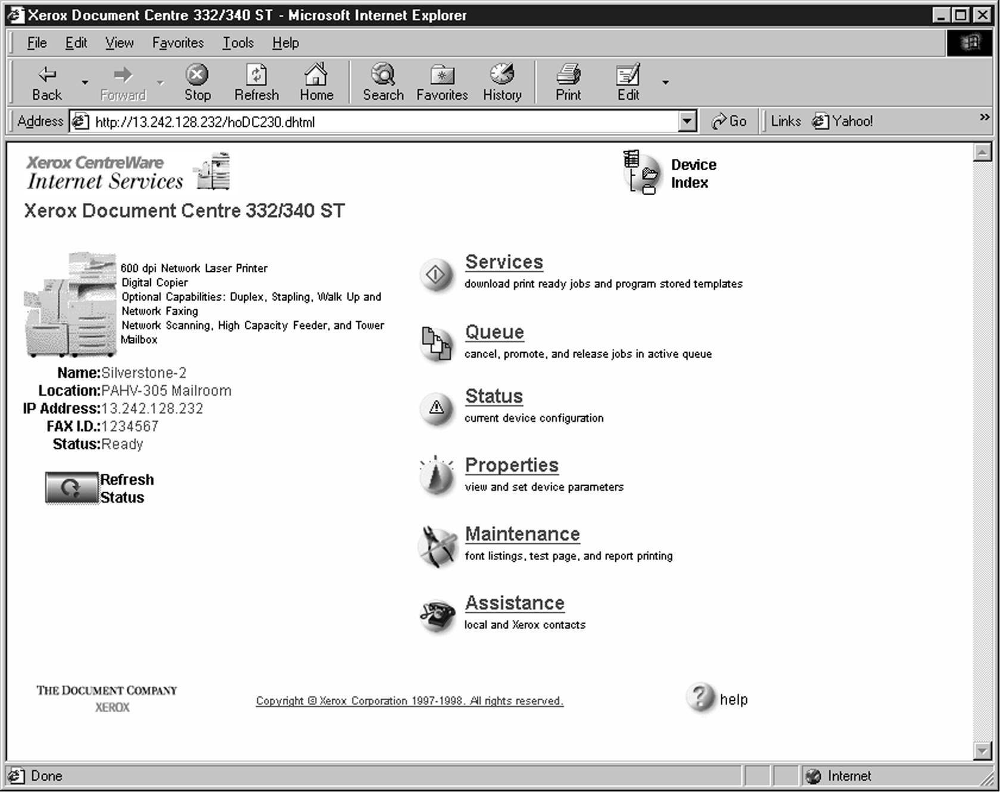 Xerox Document Centre 332/340 ST - Microsoft Internet Explorer
File Edit View Favorites Tools Help
Back Forward Stop Refresh Home Search Favorites History Print Edit
Address http://13.242.128.232/hoDC230.dhtml Go Links Yahoo! »
Xerox CentreWare
Internet Services
Device
Index
Xerox Document Centre 332/340 ST
600 dpi Network Laser Printer
Digital Copier
Optional Capabilities: Duplex, Stapling, Walk Up and
Network Faxing
Network Scanning, High Capacity Feeder, and Tower
Mailbox
Name:Silverstone-2
Location:PAHV-305 Mailroom
IP Address:13.242.128.232
FAX I.D.:1234567
Status:Ready
Refresh
Status
Services
download print ready jobs and program stored templates
Queue
cancel, promote, and release jobs in active queue
Status
current device configuration
Properties
view and set device parameters
Maintenance
font listings, test page, and report printing
Assistance
local and Xerox contacts
THE DOCUMENT COMPANY
XEROX
Copyright © Xerox Corporation 1997-1998. All rights reserved.
? help
Done Internet